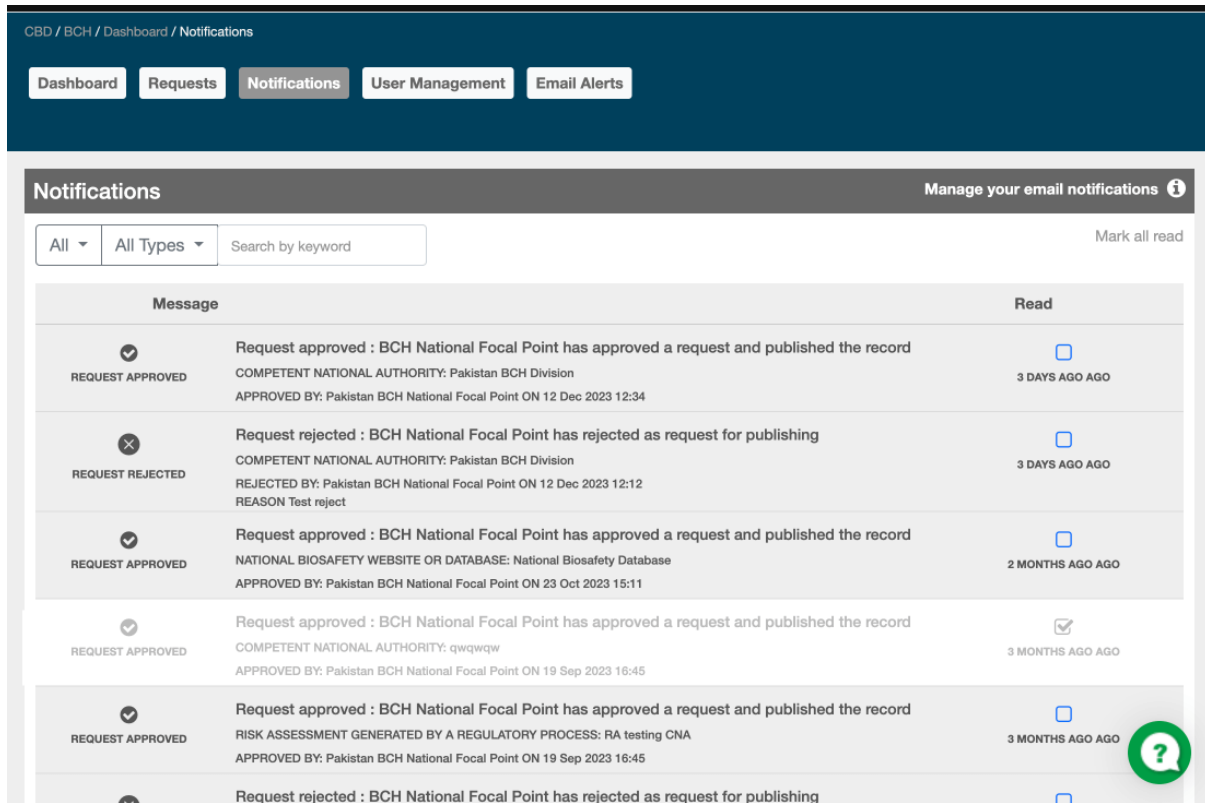 CBD / BCH / Dashboard / Notifications
Dashboard Requests Notifications User Management Email Alerts
Notifications Manage your email notifications
All All Types Search by keyword Mark all read
Message Read
Request approved : BCH National Focal Point has approved a request and published the record
COMPETENT NATIONAL AUTHORITY: Pakistan BCH Division
REQUEST APPROVED 3 DAYS AGO AGO
APPROVED BY: Pakistan BCH National Focal Point ON 12 Dec 2023 12:34
Request rejected : BCH National Focal Point has rejected as request for publishing
COMPETENT NATIONAL AUTHORITY: Pakistan BCH Division
REQUEST REJECTED 3 DAYS AGO AGO
REJECTED BY: Pakistan BCH National Focal Point ON 12 Dec 2023 12:12
REASON Test reject
Request approved : BCH National Focal Point has approved a request and published the record
NATIONAL BIOSAFETY WEBSITE OR DATABASE: National Biosafety Database
REQUEST APPROVED 2 MONTHS AGO AGO
APPROVED BY: Pakistan BCH National Focal Point ON 23 Oct 2023 15:11
Request approved : BCH National Focal Point has approved a request and published the record
COMPETENT NATIONAL AUTHORITY: qwqwqw
REQUEST APPROVED 3 MONTHS AGO AGO
APPROVED BY: Pakistan BCH National Focal Point ON 19 Sep 2023 16:45
Request approved : BCH National Focal Point has approved a request and published the record
RISK ASSESSMENT GENERATED BY A REGULATORY PROCESS: RA testing CNA
REQUEST APPROVED 3 MONTHS AGO AGO
APPROVED BY: Pakistan BCH National Focal Point ON 19 Sep 2023 16:45
Request rejected : BCH National Focal Point has rejected as request for publishing